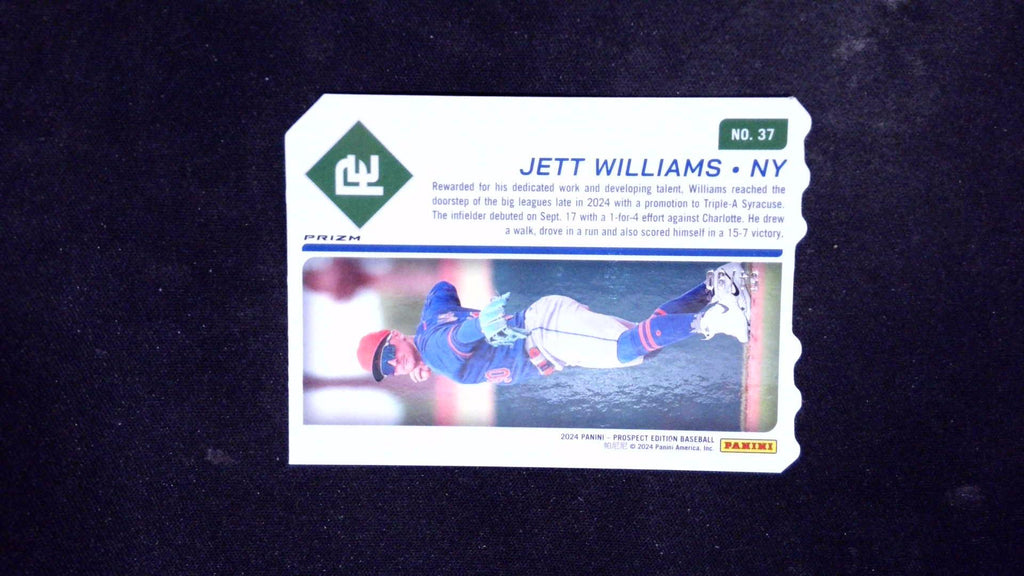 NO. 37
JETT WILLIAMS • NY
Rewarded for his dedicated work and developing talent, Williams reached the
doorstep of the big leagues late in 2024 with a promotion to Triple-A Syracuse.
The infielder debuted on Sept. 17 with a 1-for-4 effort against Charlotte. He drew
a walk, drove in a run and also scored himself in a 15-7 victory.
PE
PRIZM
2024 PANINI – PROSPECT EDITION BASEBALL
© 2024 Panini America, Inc.
PANINI